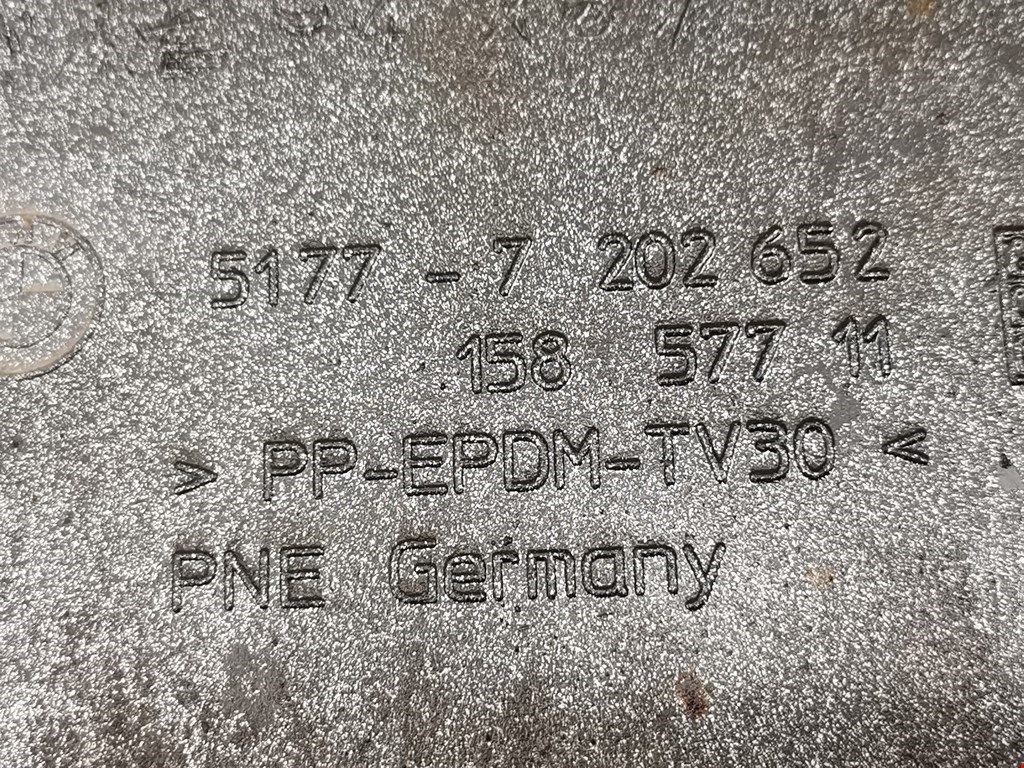 5177 - 7 202 652
158 577 11
> PP-EPDM-TV30 <
PNE Germany